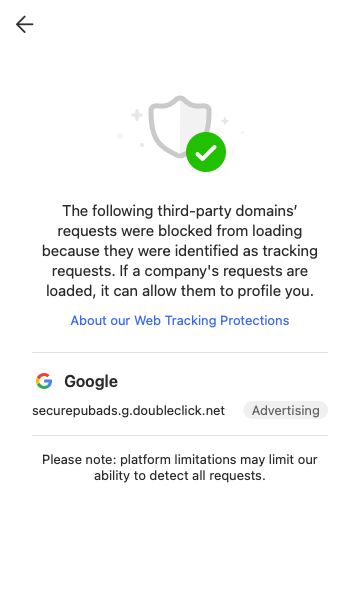 The following third-party domains’
requests were blocked from loading
because they were identified as tracking
requests. If a company's requests are
loaded, it can allow them to profile you.
About our Web Tracking Protections
Google
securepubads.g.doubleclick.net Advertising
Please note: platform limitations may limit our
ability to detect all requests.